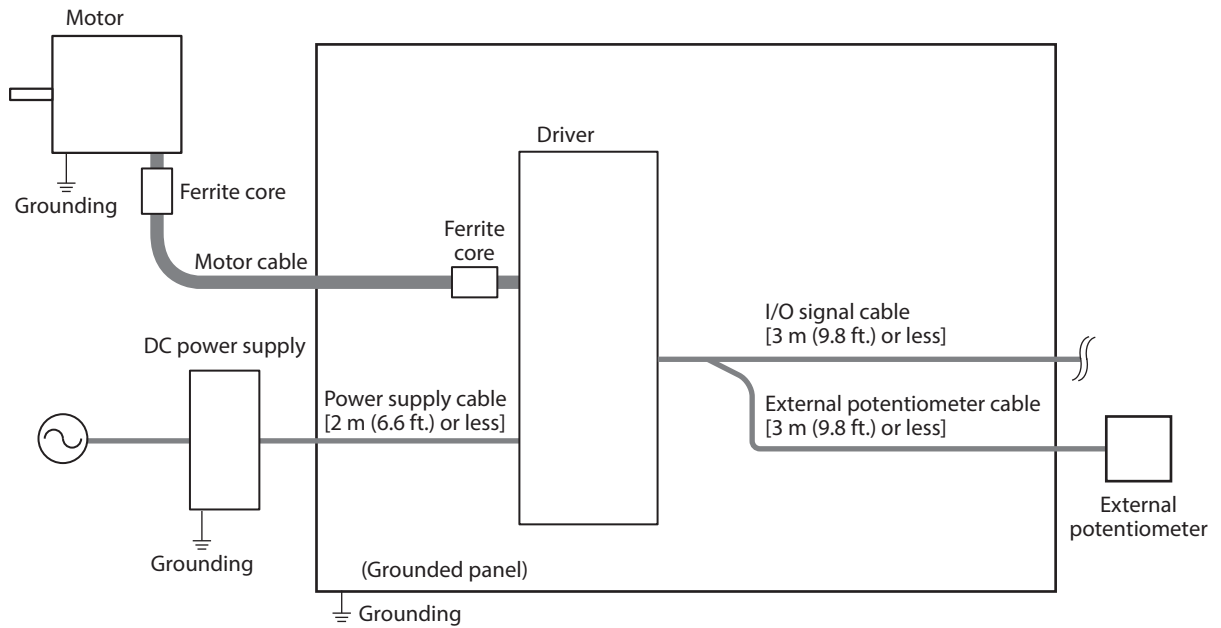 Motor
Grounding
Ferrite core
Motor cable
Ferrite
core
Driver
I/O signal cable
[3 m (9.8 ft.) or less]
DC power supply
Power supply cable
[2 m (6.6 ft.) or less]
External potentiometer cable
[3 m (9.8 ft.) or less]
External
potentiometer
Grounding
(Grounded panel)
Grounding